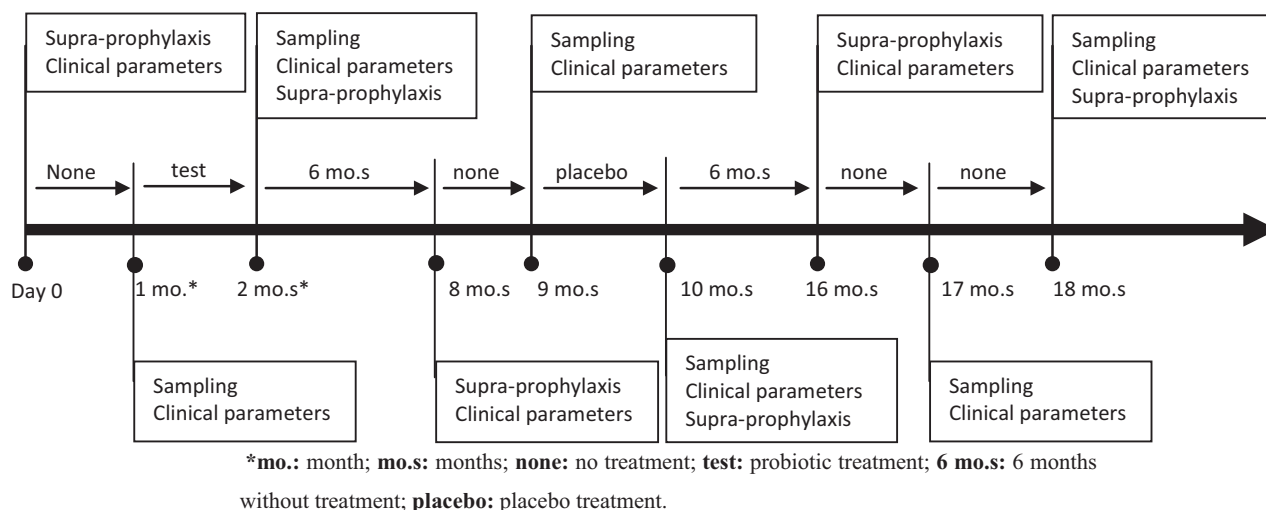 Supra-prophylaxis
Clinical parameters
Sampling
Clinical parameters
Supra-prophylaxis
Sampling
Clinical parameters
Supra-prophylaxis
Clinical parameters
Sampling
Clinical parameters
Supra-prophylaxis
None
test
6 mo.s
none
placebo
6 mo.s
none
none
Day 0
1 mo.*
2 mo.s*
8 mo.s
9 mo.s
10 mo.s
16 mo.s
17 mo.s
18 mo.s
Sampling
Clinical parameters
Supra-prophylaxis
Clinical parameters
Sampling
Clinical parameters
Supra-prophylaxis
Sampling
Clinical parameters
*mo.: month; mo.s: months; none: no treatment; test: probiotic treatment; 6 mo.s: 6 months
without treatment; placebo: placebo treatment.